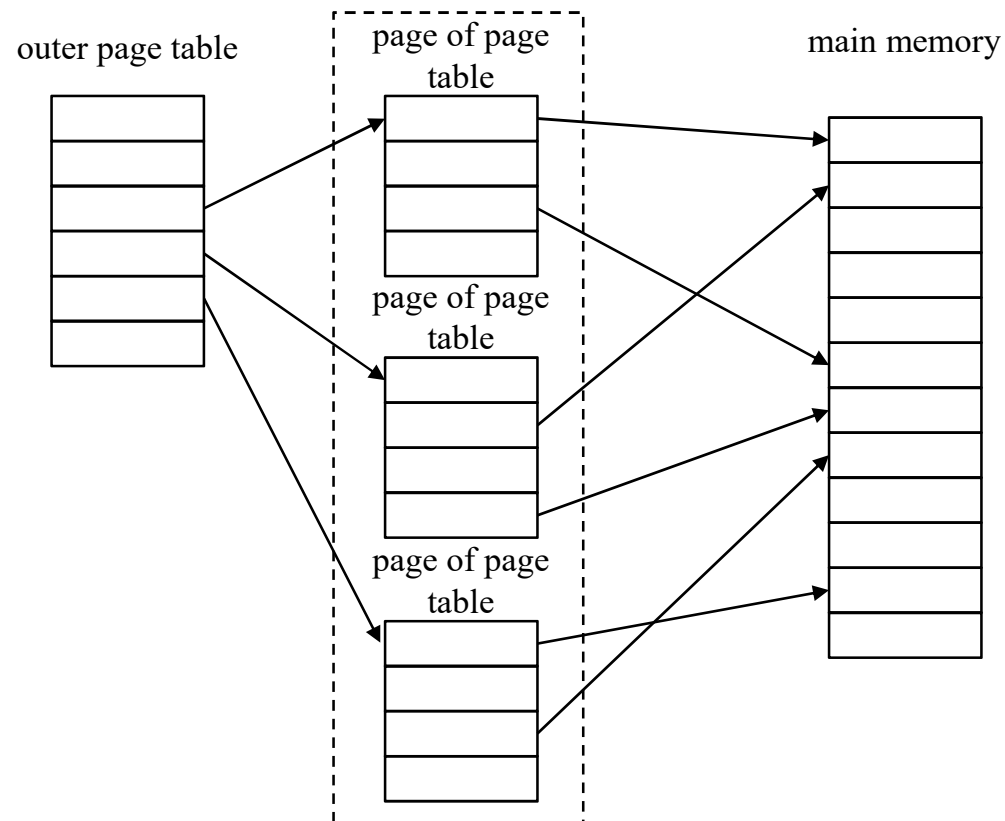 outer page table
page of page
table
main memory
page of page
table
page of page
table